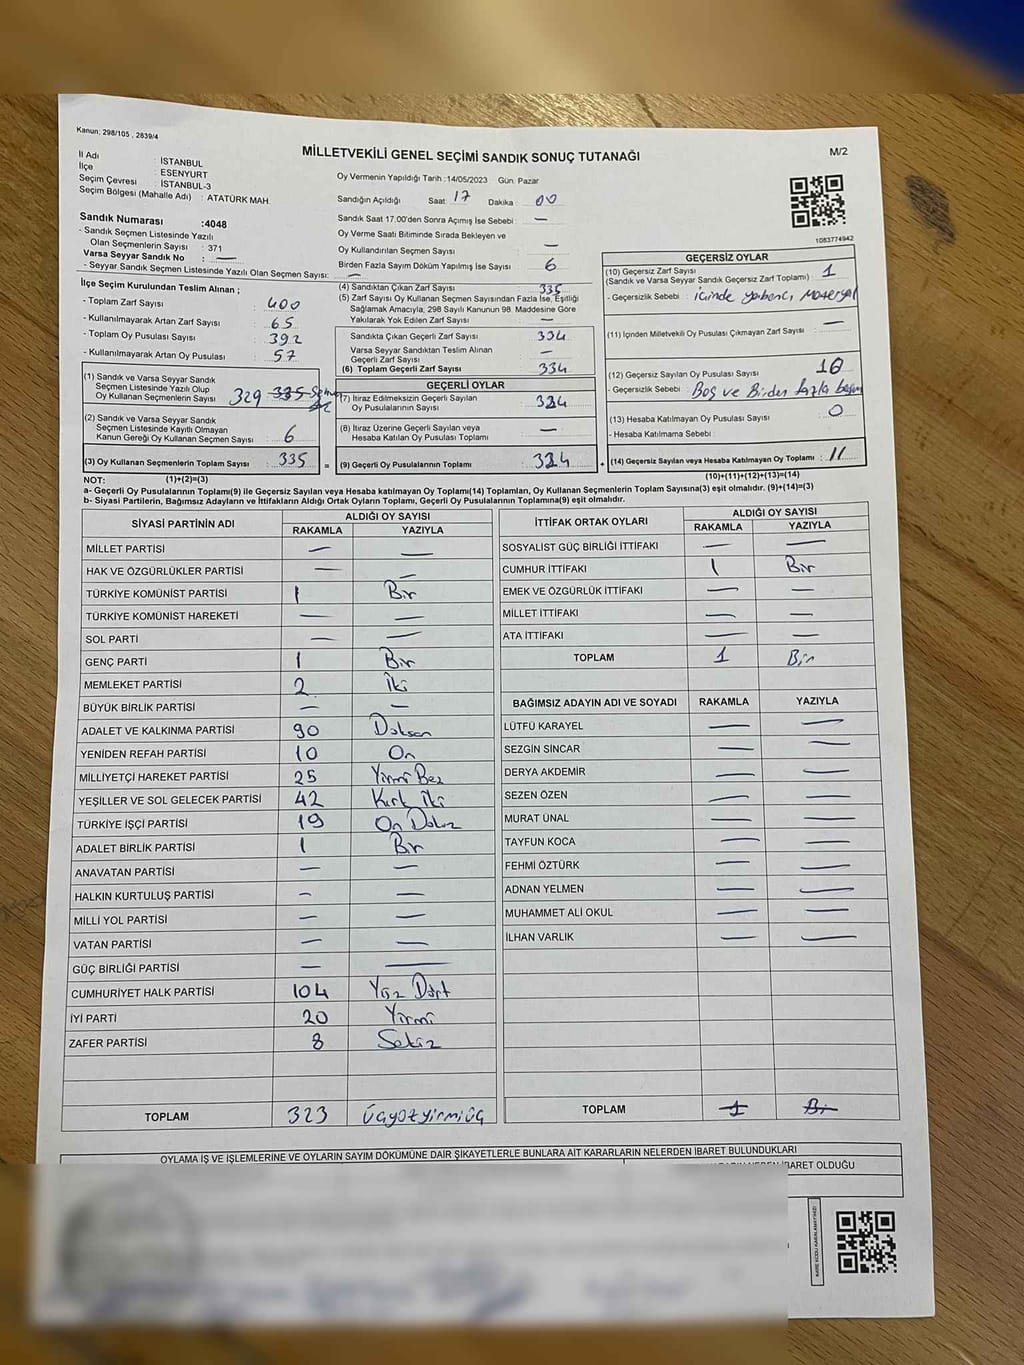 Kanun: 298/105 , 2839/4
MİLLETVEKİLİ GENEL SEÇİMİ SANDIK SONUÇ TUTANAĞI
M/2
İl Adı : İSTANBUL
İlçe : ESENYURT
Seçim Çevresi : İSTANBUL-3
Seçim Bölgesi (Mahalle Adı) : ATATÜRK MAH.
Sandık Numarası :4048
- Sandık Seçmen Listesinde Yazılı
Olan Seçmenlerin Sayısı : 371
Varsa Seyyar Sandık No : —
- Seyyar Sandık Seçmen Listesinde Yazılı Olan Seçmen Sayısı: —
Oy Vermenin Yapıldığı Tarih :14/05/2023 Gün: Pazar
Sandığın Açıldığı Saat: 17 Dakika : 00
Sandık Saat 17.00'den Sonra Açımış İse Sebebi : —
Oy Verme Saati Bitiminde Sırada Bekleyen ve
Oy Kullandırılan Seçmen Sayısı : —
Birden Fazla Sayım Döküm Yapılmış İse Sayısı : 6
1083774942
İlçe Seçim Kurulundan Teslim Alınan ;
- Toplam Zarf Sayısı : 400
- Kullanılmayarak Artan Zarf Sayısı : 65
- Toplam Oy Pusulası Sayısı : 392
- Kullanılmayarak Artan Oy Pusulası : 57
(1) Sandık ve Varsa Seyyar Sandık
Seçmen Listesinde Yazılı Olup
Oy Kullanan Seçmenlerin Sayısı : 329 335
(2) Sandık ve Varsa Seyyar Sandık
Seçmen Listesinde Kayıtlı Olmayan
Kanun Gereği Oy Kullanan Seçmen Sayısı : 6
(3) Oy Kullanan Seçmenlerin Toplam Sayısı : 335 =
(4) Sandıktan Çıkan Zarf Sayısı : 335
(5) Zarf Sayısı Oy Kullanan Seçmen Sayısından Fazla İse, Eşitliği
Sağlamak Amacıyla, 298 Sayılı Kanunun 98. Maddesine Göre
Yakılarak Yok Edilen Zarf Sayısı : —
Sandıkta Çıkan Geçerli Zarf Sayısı : 334
Varsa Seyyar Sandıktan Teslim Alınan
Geçerli Zarf Sayısı : —
(6) Toplam Geçerli Zarf Sayısı : 334
GEÇERLİ OYLAR
(7) İtiraz Edilmeksizin Geçerli Sayılan
Oy Pusulalarının Sayısı : 324
(8) İtiraz Üzerine Geçerli Sayılan veya
Hesaba Katılan Oy Pusulası Toplamı : —
(9) Geçerli Oy Pusulalarının Toplamı : 324 +
GEÇERSİZ OYLAR
(10) Geçersiz Zarf Sayısı : 1
(Sandık ve Varsa Seyyar Sandık Geçersiz Zarf Toplamı)
- Geçersizlik Sebebi : İçinde yabancı materyal
(11) İçinden Milletvekili Oy Pusulası Çıkmayan Zarf Sayısı : —
(12) Geçersiz Sayılan Oy Pusulası Sayısı : 10
- Geçersizlik Sebebi : Boş ve Birden fazla
(13) Hesaba Katılmayan Oy Pusulası Sayısı : 0
- Hesaba Katılmama Sebebi :
(14) Geçersiz Sayılan veya Hesaba Katılmayan Oy Toplamı : 11
NOT: (1)+(2)=(3)
(10)+(11)+(12)+(13)=(14)
a- Geçerli Oy Pusulalarının Toplamı(9) ile Geçersiz Sayılan veya Hesaba katılmayan Oy Toplamı(14) Toplamları, Oy Kullanan Seçmenlerin Toplam Sayısına(3) eşit olmalıdır. (9)+(14)=(3)
b- Siyasi Partilerin, Bağımsız Adayların ve İttifakların Aldığı Ortak Oyların Toplamı, Geçerli Oy Pusulalarının Toplamına(9) eşit olmalıdır.
SİYASİ PARTİNİN ADI ALDIĞI OY SAYISI
RAKAMLA YAZIYLA
MİLLET PARTİSİ — —
HAK VE ÖZGÜRLÜKLER PARTİSİ — —
TÜRKİYE KOMÜNİST PARTİSİ 1 Bir
TÜRKİYE KOMÜNİST HAREKETİ — —
SOL PARTİ — —
GENÇ PARTİ 1 Bir
MEMLEKET PARTİSİ 2 İki
BÜYÜK BİRLİK PARTİSİ — —
ADALET VE KALKINMA PARTİSİ 90 Doksan
YENİDEN REFAH PARTİSİ 10 On
MİLLİYETÇİ HAREKET PARTİSİ 25 Yirmi Beş
YEŞİLLER VE SOL GELECEK PARTİSİ 42 Kırk İki
TÜRKİYE İŞÇİ PARTİSİ 19 On Dokuz
ADALET BİRLİK PARTİSİ 1 Bir
ANAVATAN PARTİSİ — —
HALKIN KURTULUŞ PARTİSİ — —
MİLLİ YOL PARTİSİ — —
VATAN PARTİSİ — —
GÜÇ BİRLİĞİ PARTİSİ — —
CUMHURİYET HALK PARTİSİ 104 Yüz Dört
İYİ PARTİ 20 Yirmi
ZAFER PARTİSİ 8 Sekiz
TOPLAM 323 üçyüzyirmiüç
İTTİFAK ORTAK OYLARI ALDIĞI OY SAYISI
RAKAMLA YAZIYLA
SOSYALİST GÜÇ BİRLİĞİ İTTİFAKI — —
CUMHUR İTTİFAKI 1 Bir
EMEK VE ÖZGÜRLÜK İTTİFAKI — —
MİLLET İTTİFAKI — —
ATA İTTİFAKI — —
TOPLAM 1 Bir
BAĞIMSIZ ADAYIN ADI VE SOYADI RAKAMLA YAZIYLA
LÜTFÜ KARAYEL — —
SEZGİN SİNCAR — —
DERYA AKDEMİR — —
SEZEN ÖZEN — —
MURAT ÜNAL — —
TAYFUN KOCA — —
FEHMİ ÖZTÜRK — —
ADNAN YELMEN — —
MUHAMMET ALİ OKUL — —
İLHAN VARLIK — —
TOPLAM 1 Bir
OYLAMA İŞ VE İŞLEMLERİNE VE OYLARIN SAYIM DÖKÜMÜNE DAİR ŞİKAYETLERLE BUNLARA AİT KARARLARIN NELERDEN İBARET BULUNDUKLARI
İBARET OLDUĞU